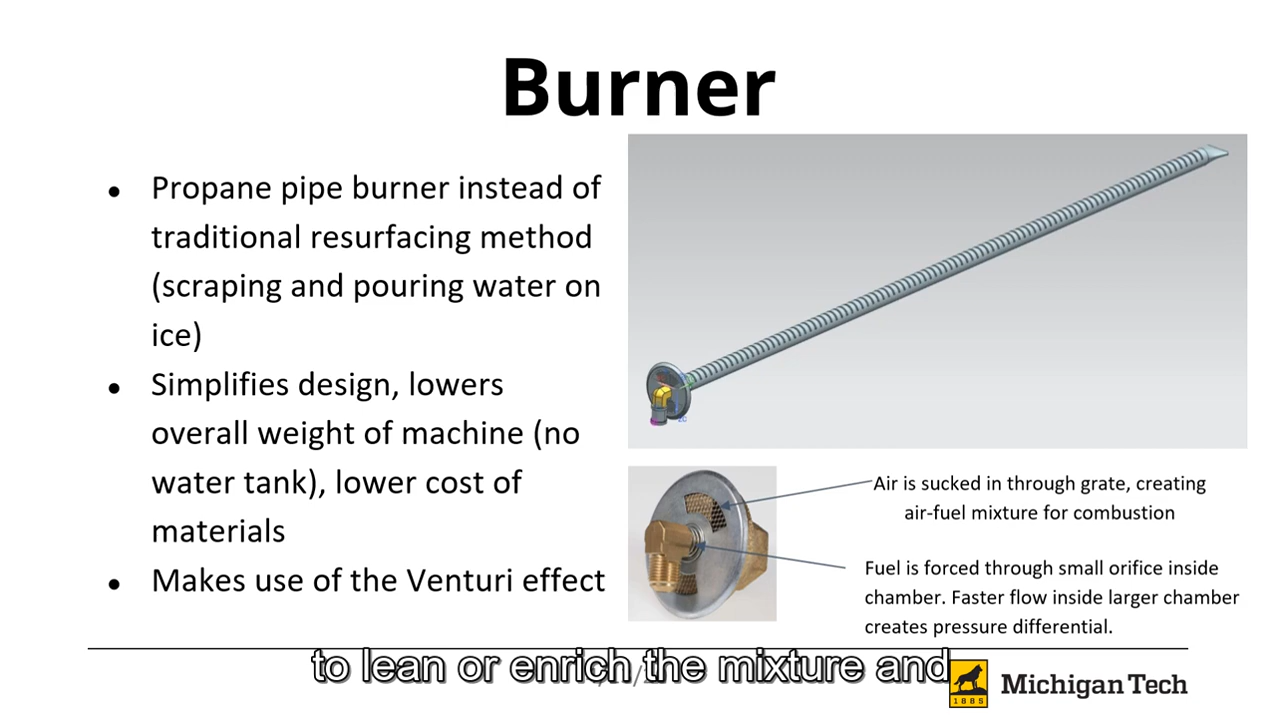 Burner
Propane pipe burner instead of
traditional resurfacing method
(scraping and pouring water on
ice)
Simplifies design, lowers
overall weight of machine (no
water tank), lower cost of
materials
Makes use of the Venturi effect
Air is sucked in through grate, creating
air-fuel mixture for combustion
Fuel is forced through small orifice inside
chamber. Faster flow inside larger chamber
creates pressure differential.
to lean or enrich the mixture and
1885
Michigan Tech